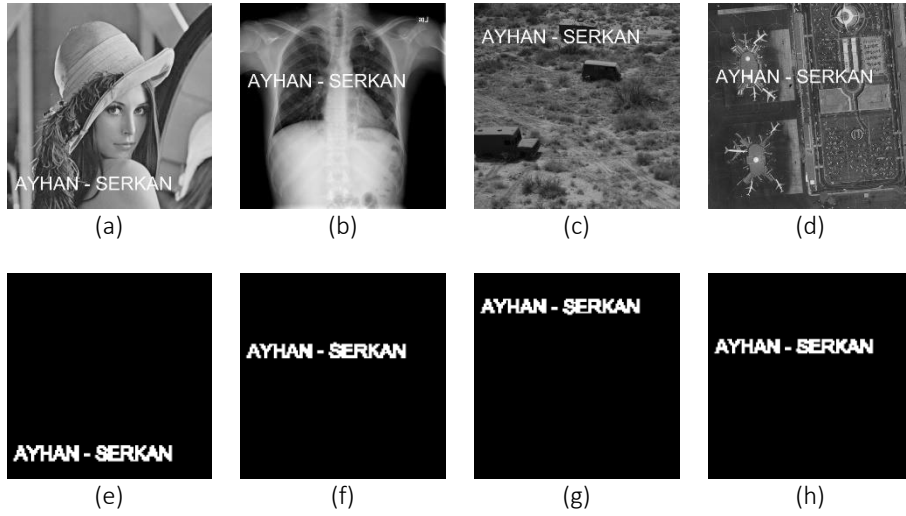 AYHAN - SERKAN
AYHAN - SERKAN
AYHAN - SERKAN
AYHAN - SERKAN
(a)
(b)
(c)
(d)
AYHAN - SERKAN
AYHAN - SERKAN
AYHAN - SERKAN
AYHAN - SERKAN
(e)
(f)
(g)
(h)